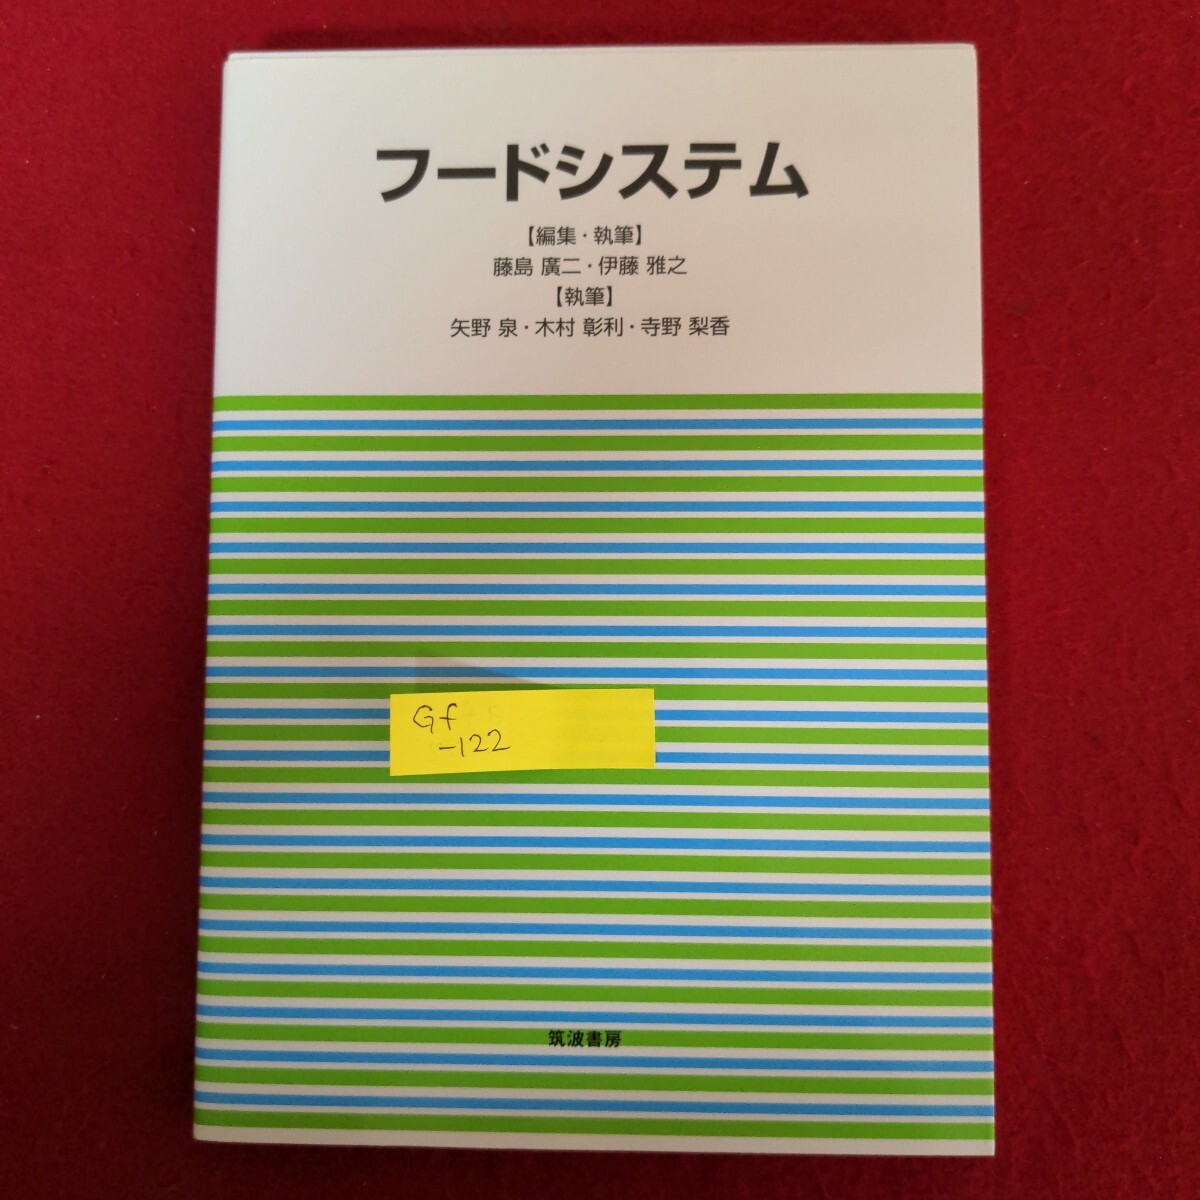 フードシステム
【編集・執筆】
藤島 廣二・伊藤 雅之
【執筆】
矢野 泉・木村 彰利・寺野 梨香
Gf
-122
筑波書房